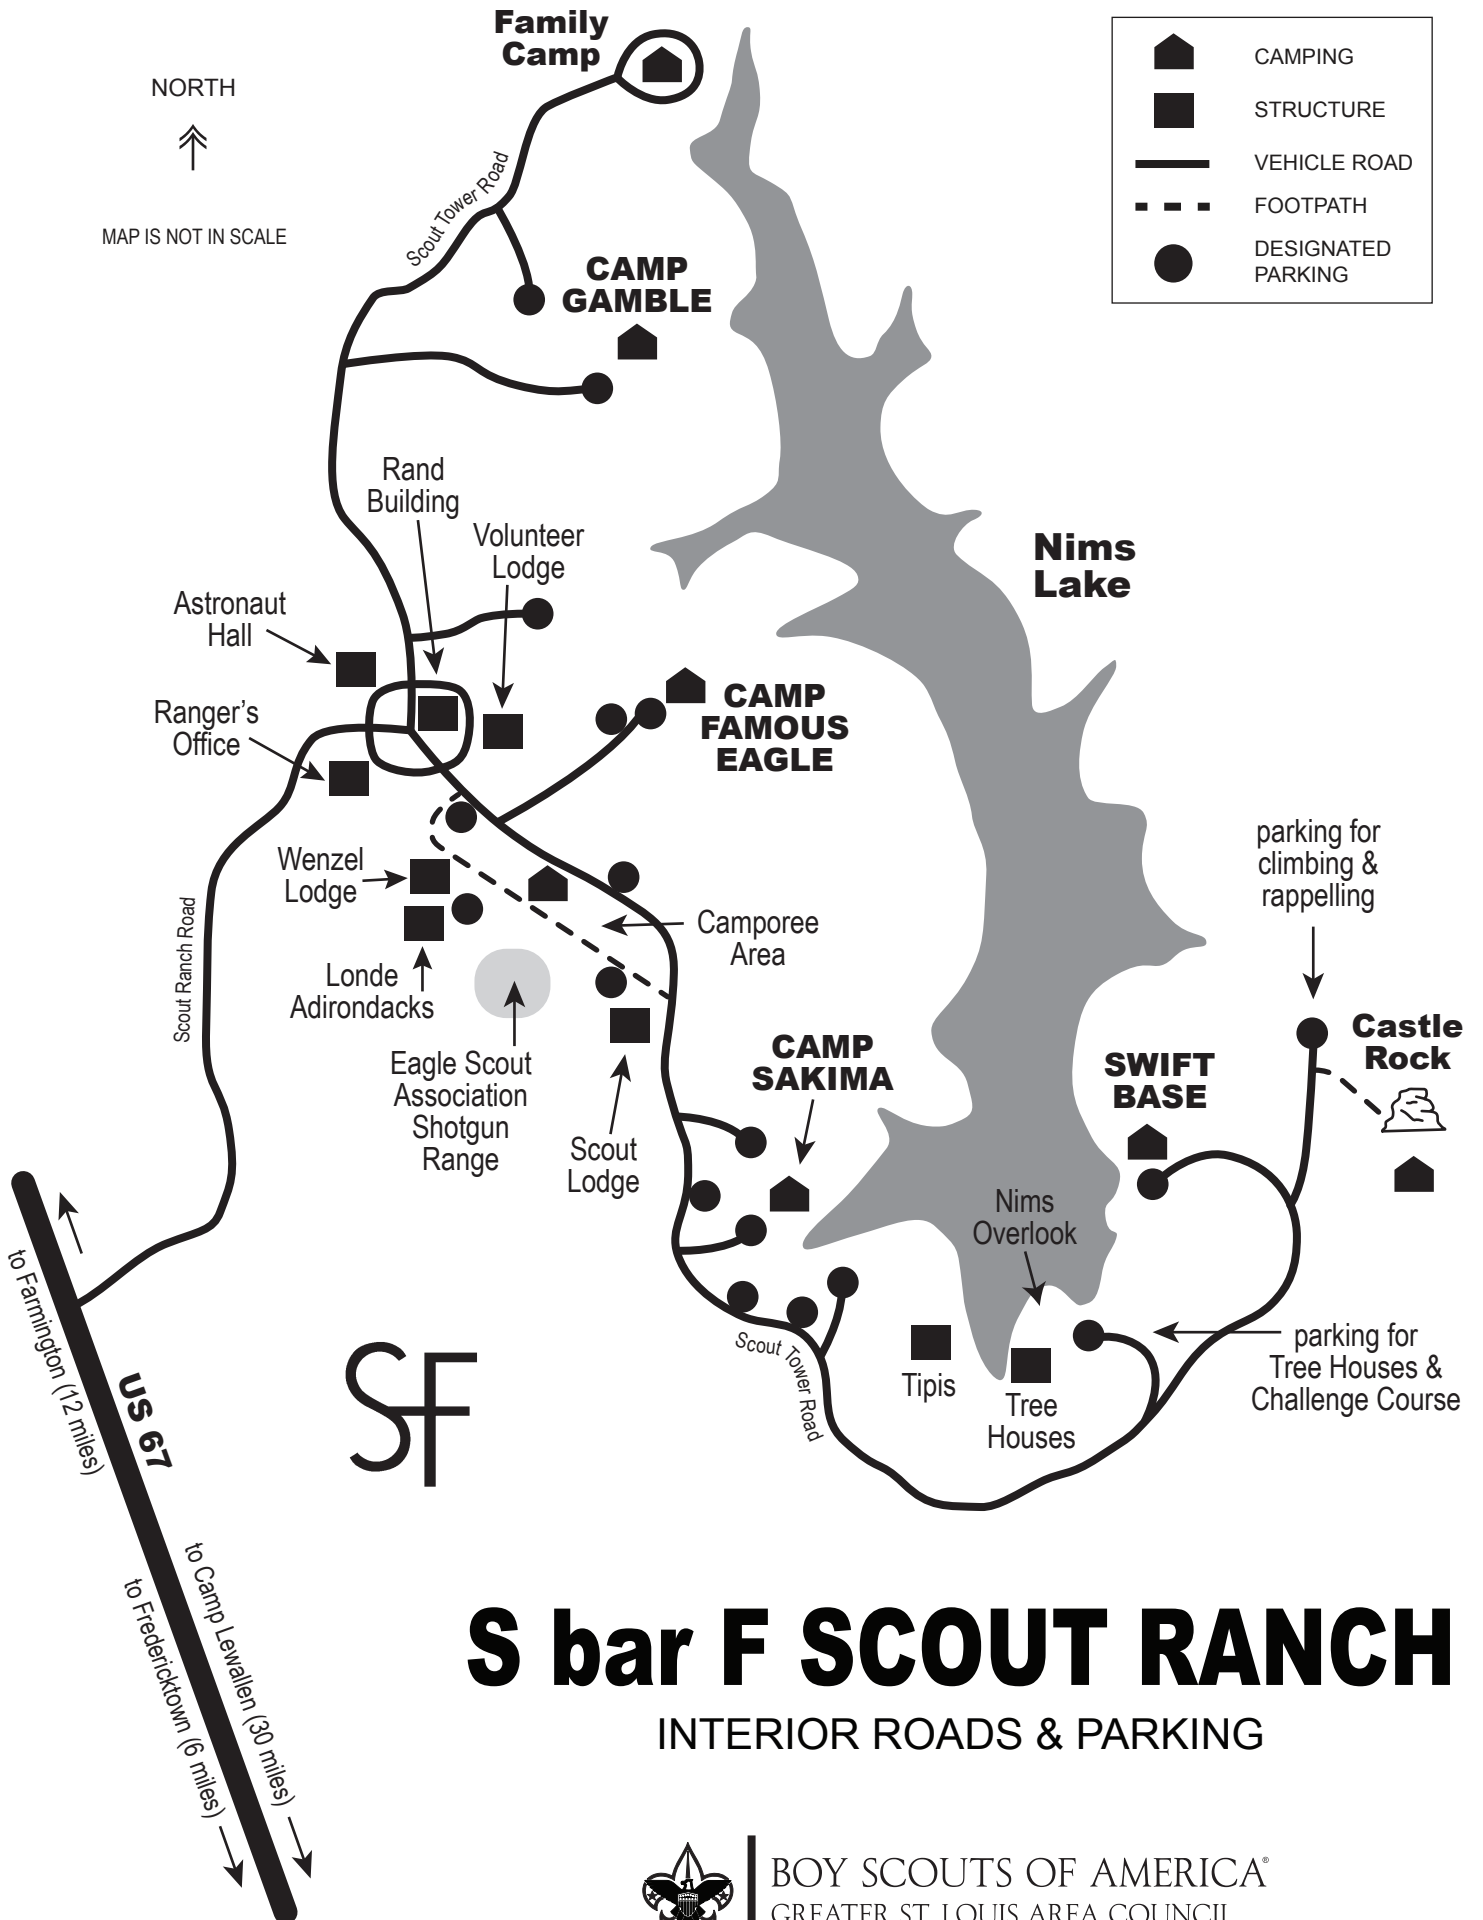 Family
Camp
NORTH
MAP IS NOT IN SCALE
CAMPING
STRUCTURE
VEHICLE ROAD
FOOTPATH
DESIGNATED
PARKING
Scout Tower Road
CAMP
GAMBLE
Rand
Building
Volunteer
Lodge
Nims
Lake
Astronaut
Hall
Ranger's
Office
CAMP
FAMOUS
EAGLE
Wenzel
Lodge
Camporee
Area
parking for
climbing &
rappelling
Scout Ranch Road
Londe
Adirondacks
Eagle Scout
Association
Shotgun
Range
Scout
Lodge
CAMP
SAKIMA
SWIFT
BASE
Castle
Rock
Nims
Overlook
Scout Tower Road
Tipis
Tree
Houses
parking for
Tree Houses &
Challenge Course
to Farmington (12 miles)
US 67
SF
to Camp Lewallen (30 miles)
to Fredericktown (6 miles)
S bar F SCOUT RANCH
INTERIOR ROADS & PARKING
BOY SCOUTS OF AMERICA®
GREATER ST. LOUIS AREA COUNCIL